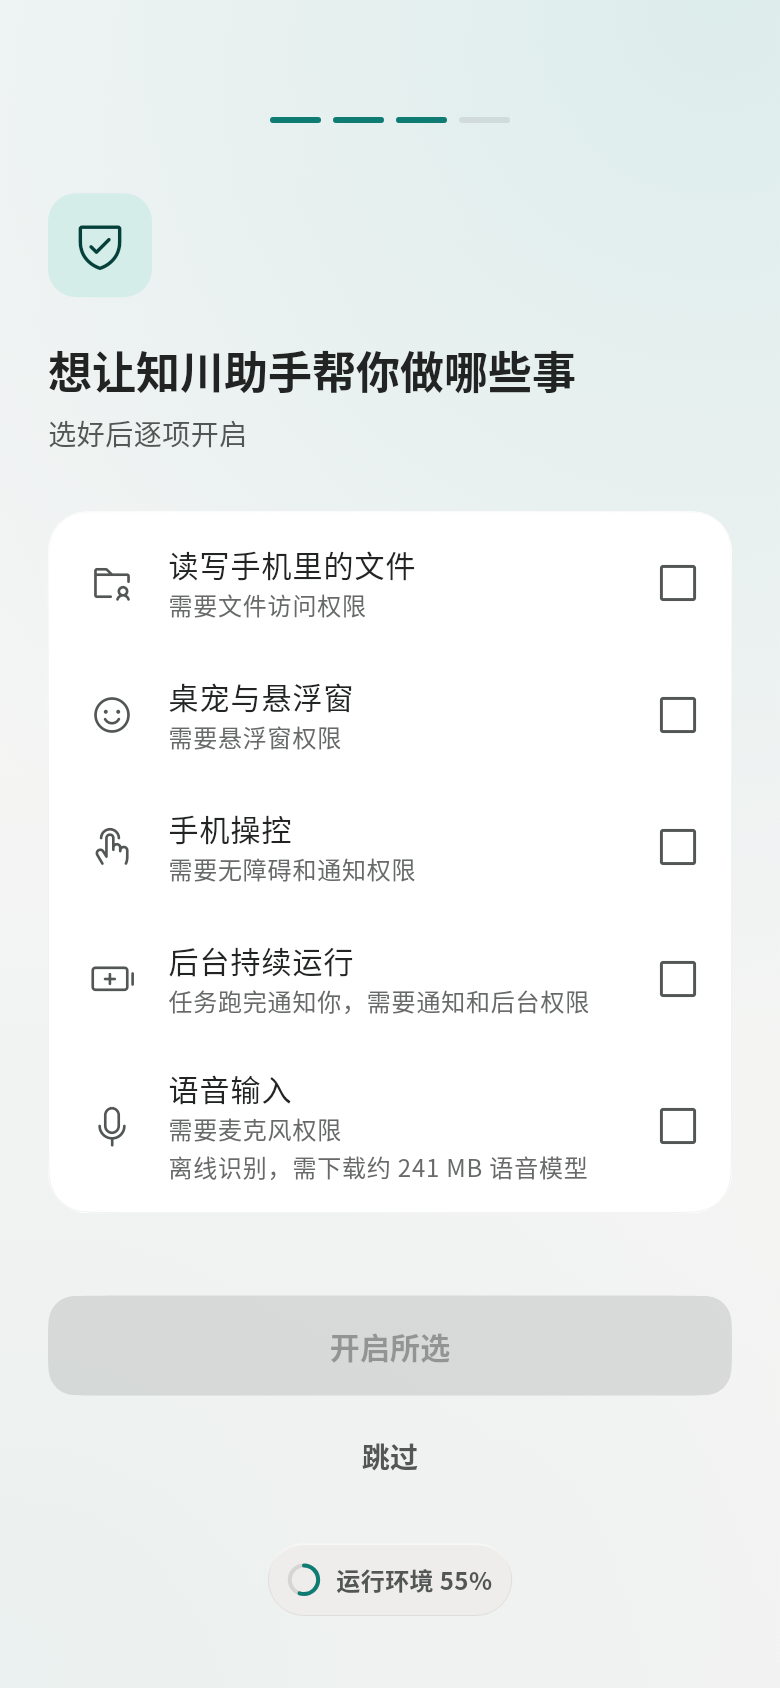 想让知川助手帮你做哪些事
选好后逐项开启
读写手机里的文件
需要文件访问权限
桌宠与悬浮窗
需要悬浮窗权限
手机操控
需要无障碍和通知权限
后台持续运行
任务跑完通知你，需要通知和后台权限
语音输入
需要麦克风权限
离线识别，需下载约 241 MB 语音模型
开启所选
跳过
运行环境 55%